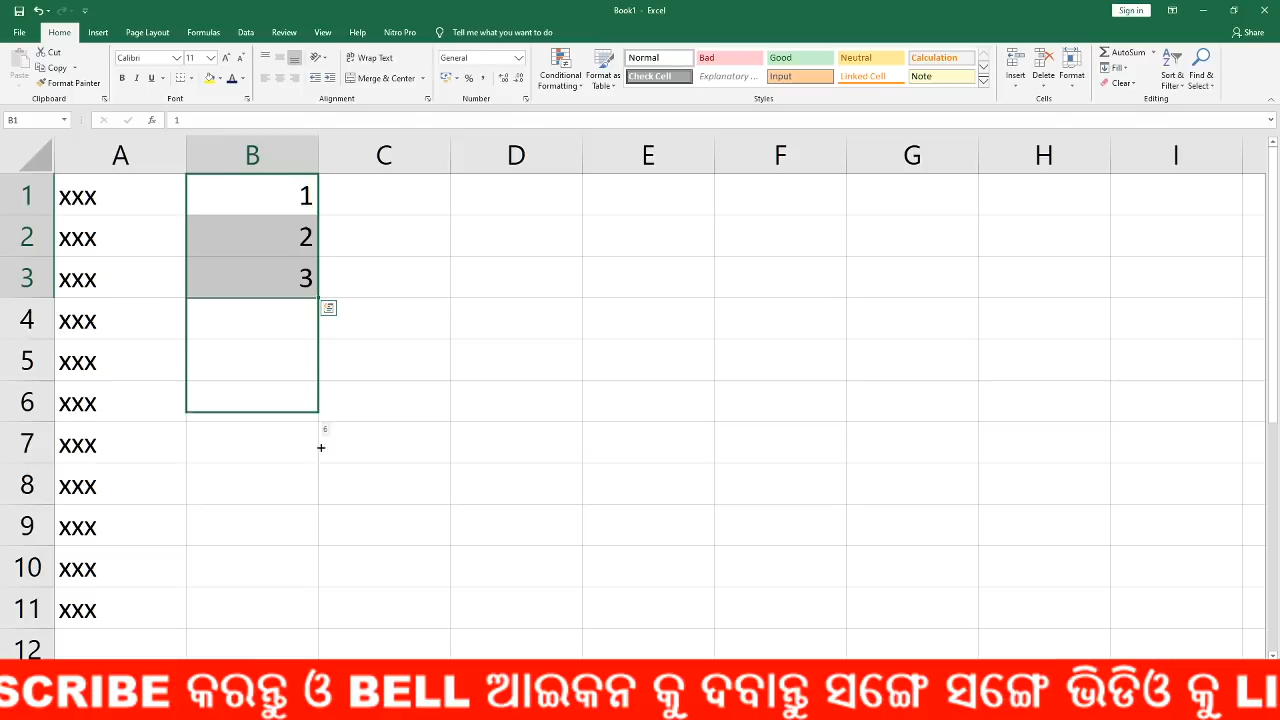 Book1 - Excel
Sign in
File Home Insert Page Layout Formulas Data Review View Help Nitro Pro Tell me what you want to do Share
Cut
Copy
Format Painter
Paste
Clipboard
Calibri 11
B I U A
Font
Wrap Text
Merge & Center
Alignment
General
%
Number
Conditional Formatting
Format as Table
Normal Bad Good Neutral Calculation
Check Cell Explanatory ... Input Linked Cell Note
Styles
Insert Delete Format
Cells
AutoSum
Fill
Clear
Sort & Filter
Find & Select
Editing
B1 fx 1
A B C D E F G H I
1 xxx 1
2 xxx 2
3 xxx 3
4 xxx
5 xxx
6 xxx
6
7 xxx
8 xxx
9 xxx
10 xxx
11 xxx
12
SCRIBE କରନ୍ତୁ ଓ BELL ଆଇକନ କୁ ଦବାନ୍ତୁ ସଙ୍ଗେ ସଙ୍ଗେ ଭିଡିଓ କୁ LI